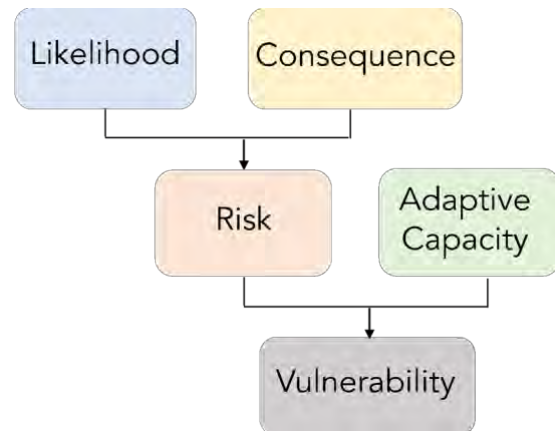 Likelihood
Consequence
Risk
Adaptive
Capacity
Vulnerability